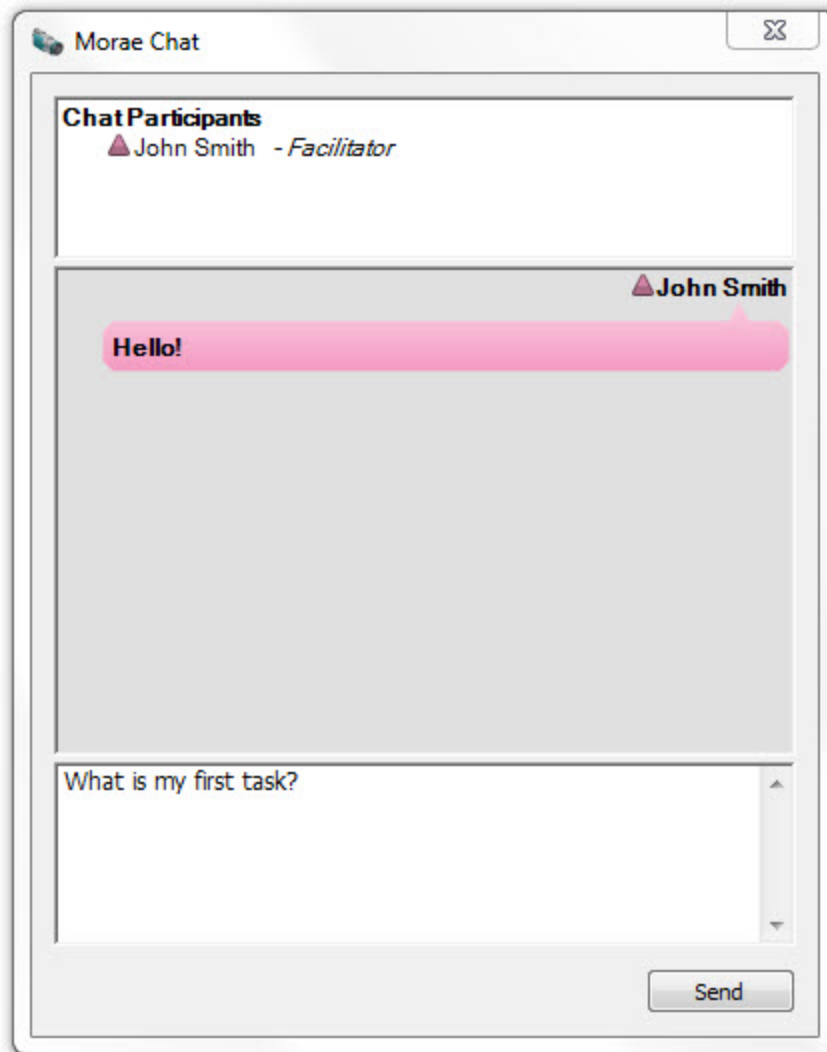 Morae Chat
Chat Participants
John Smith - Facilitator
John Smith
Hello!
What is my first task?
Send